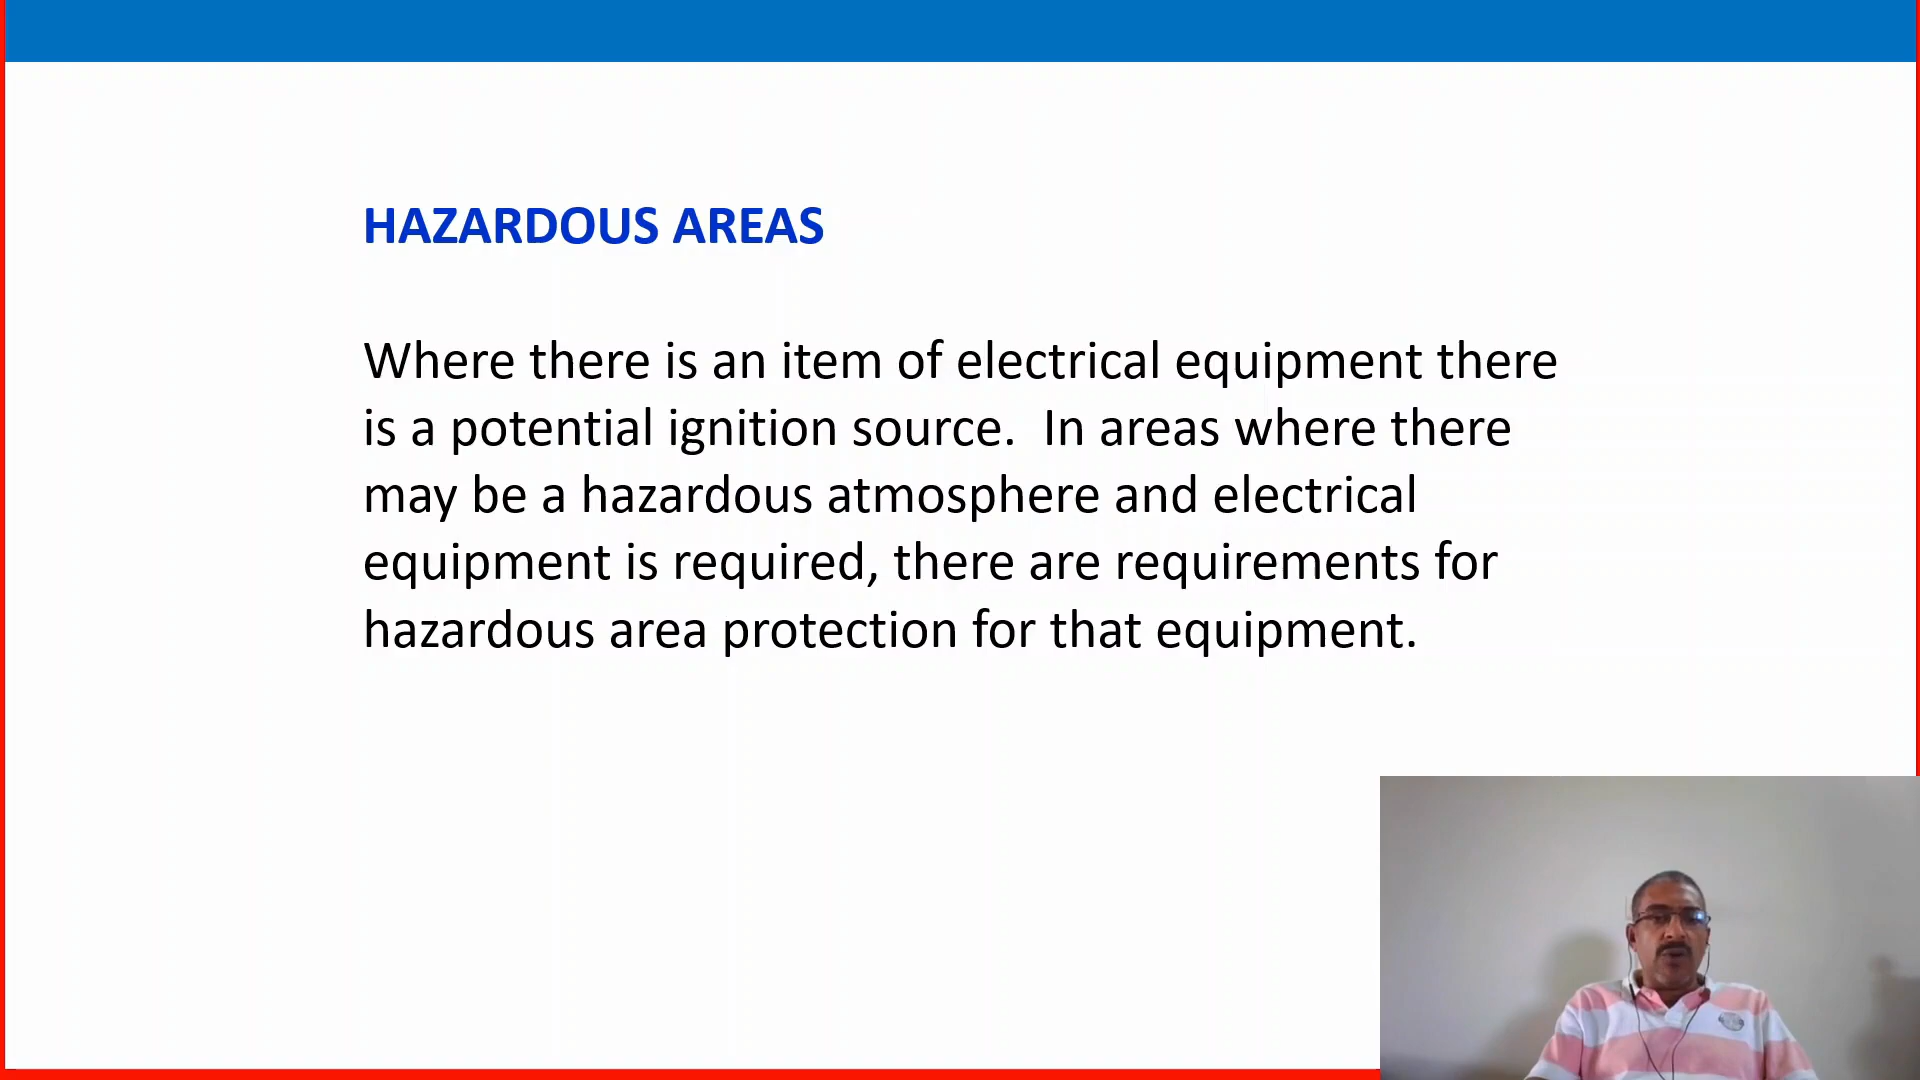 HAZARDOUS AREAS
Where there is an item of electrical equipment there
is a potential ignition source.  In areas where there
may be a hazardous atmosphere and electrical
equipment is required, there are requirements for
hazardous area protection for that equipment.